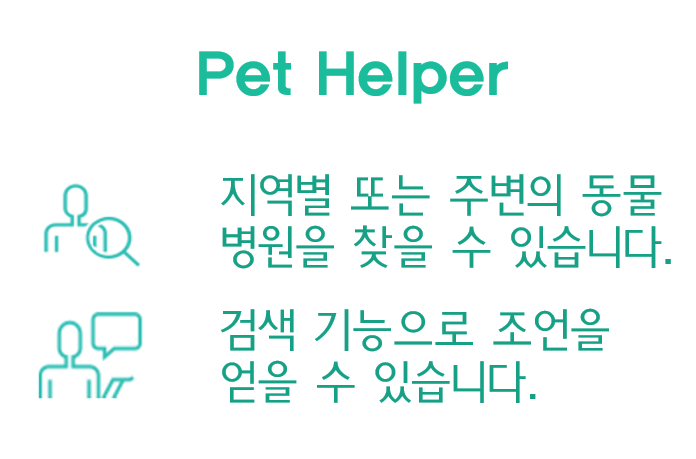 Pet Helper
지역별 또는 주변의 동물
병원을 찾을 수 있습니다.
검색 기능으로 조언을
얻을 수 있습니다.